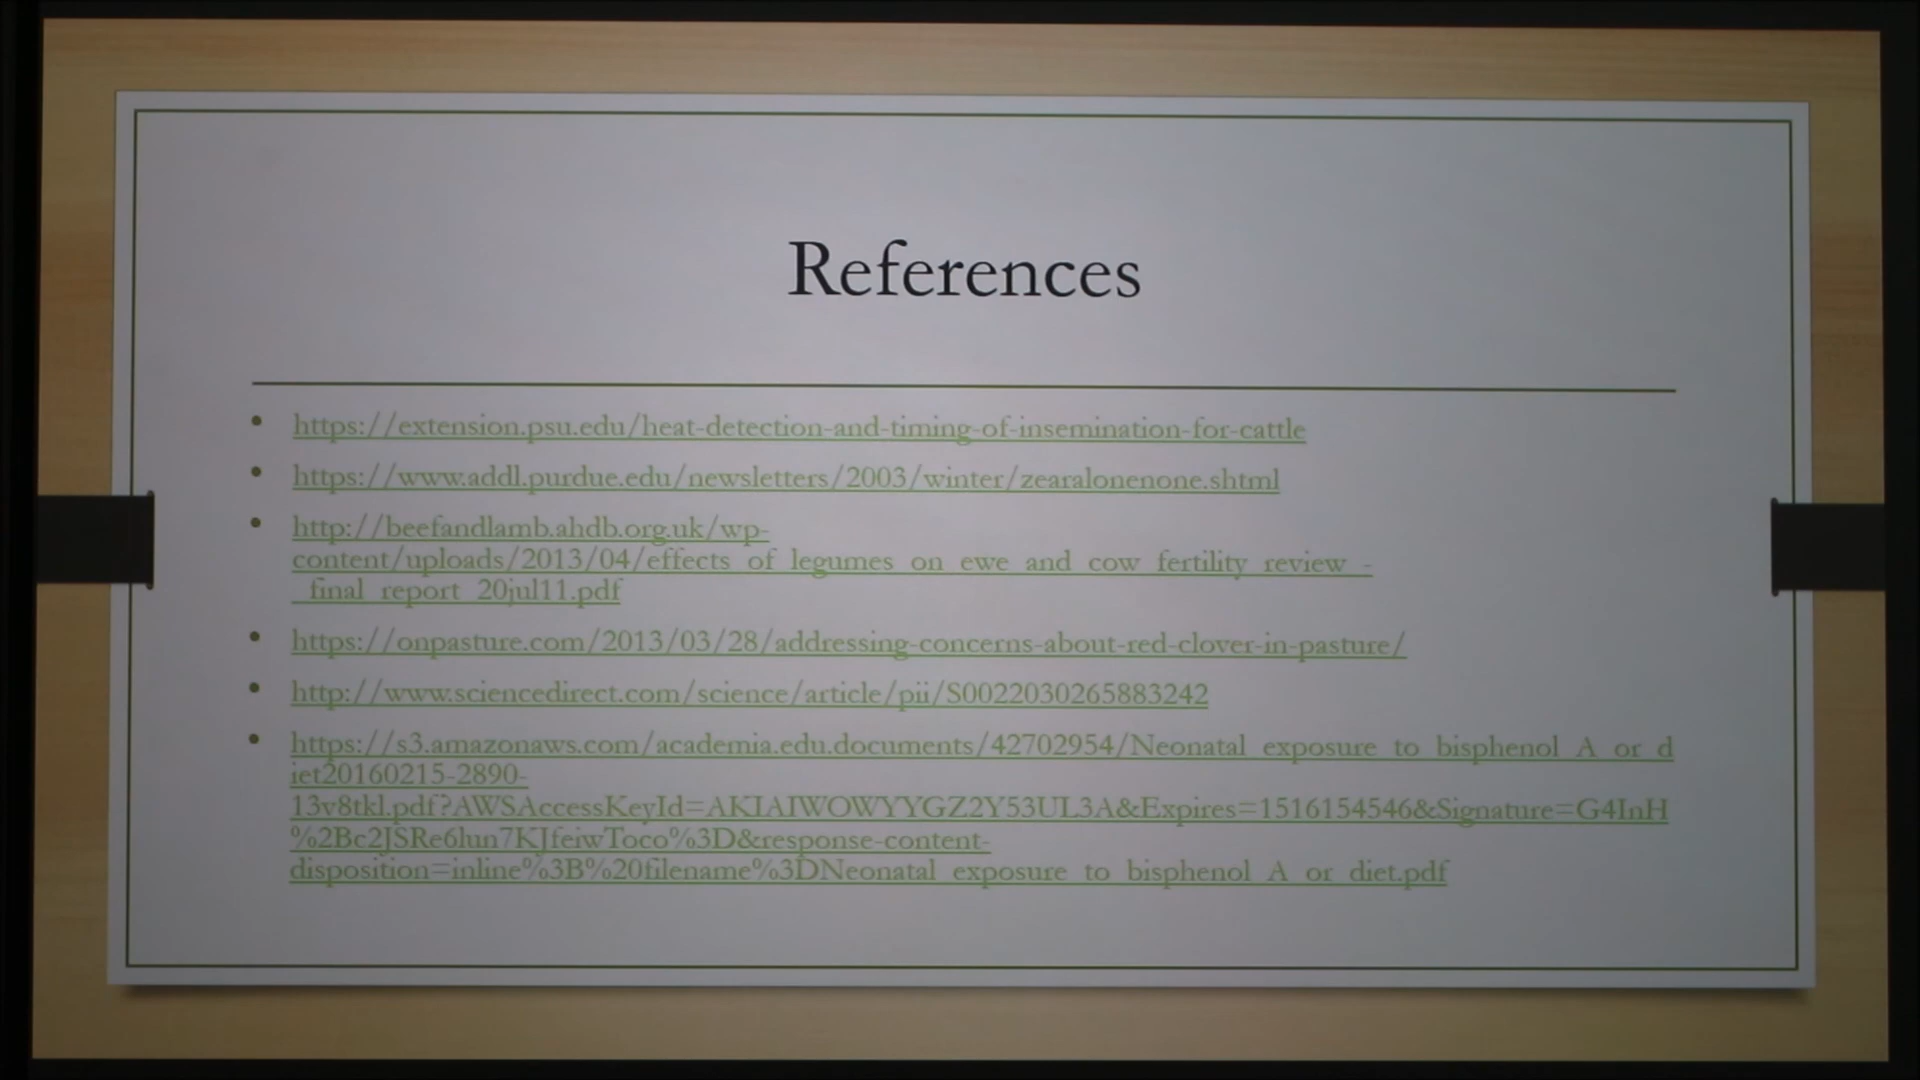 References
• https://extension.psu.edu/heat-detection-and-timing-of-insemination-for-cattle
• https://www.addl.purdue.edu/newsletters/2003/winter/zearalonenone.shtml
• http://beefandlamb.ahdb.org.uk/wp-
content/uploads/2013/04/effects_of_legumes_on_ewe_and_cow_fertility_review_-
_final_report_20jul11.pdf
• https://onpasture.com/2013/03/28/addressing-concerns-about-red-clover-in-pasture/
• http://www.sciencedirect.com/science/article/pii/S0022030265883242
• https://s3.amazonaws.com/academia.edu.documents/42702954/Neonatal_exposure_to_bisphenol_A_or_d
iet20160215-2890-
13v8tkl.pdf?AWSAccessKeyId=AKIAIWOWYYGZ2Y53UL3A&Expires=1516154546&Signature=G4InH
%2Bc2JSRe6lun7KJfeiwToco%3D&response-content-
disposition=inline%3B%20filename%3DNeonatal_exposure_to_bisphenol_A_or_diet.pdf